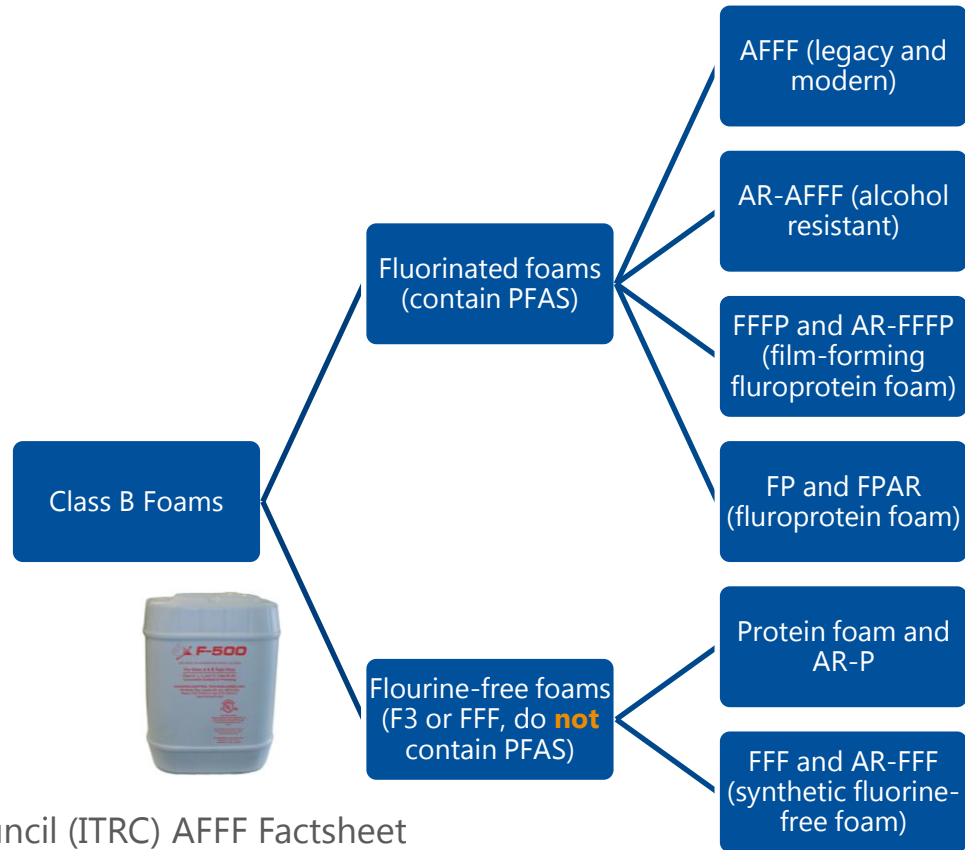 AFFF (legacy and
modern)
AR-AFFF (alcohol
resistant)
Fluorinated foams
(contain PFAS)
FFFP and AR-FFFP
(film-forming
fluroprotein foam)
Class B Foams
FP and FPAR
(fluroprotein foam)
F-500
Protein foam and
AR-P
Flourine-free foams
(F3 or FFF, do not
contain PFAS)
FFF and AR-FFF
(synthetic fluorine-
free foam)
uncil (ITRC) AFFF Factsheet